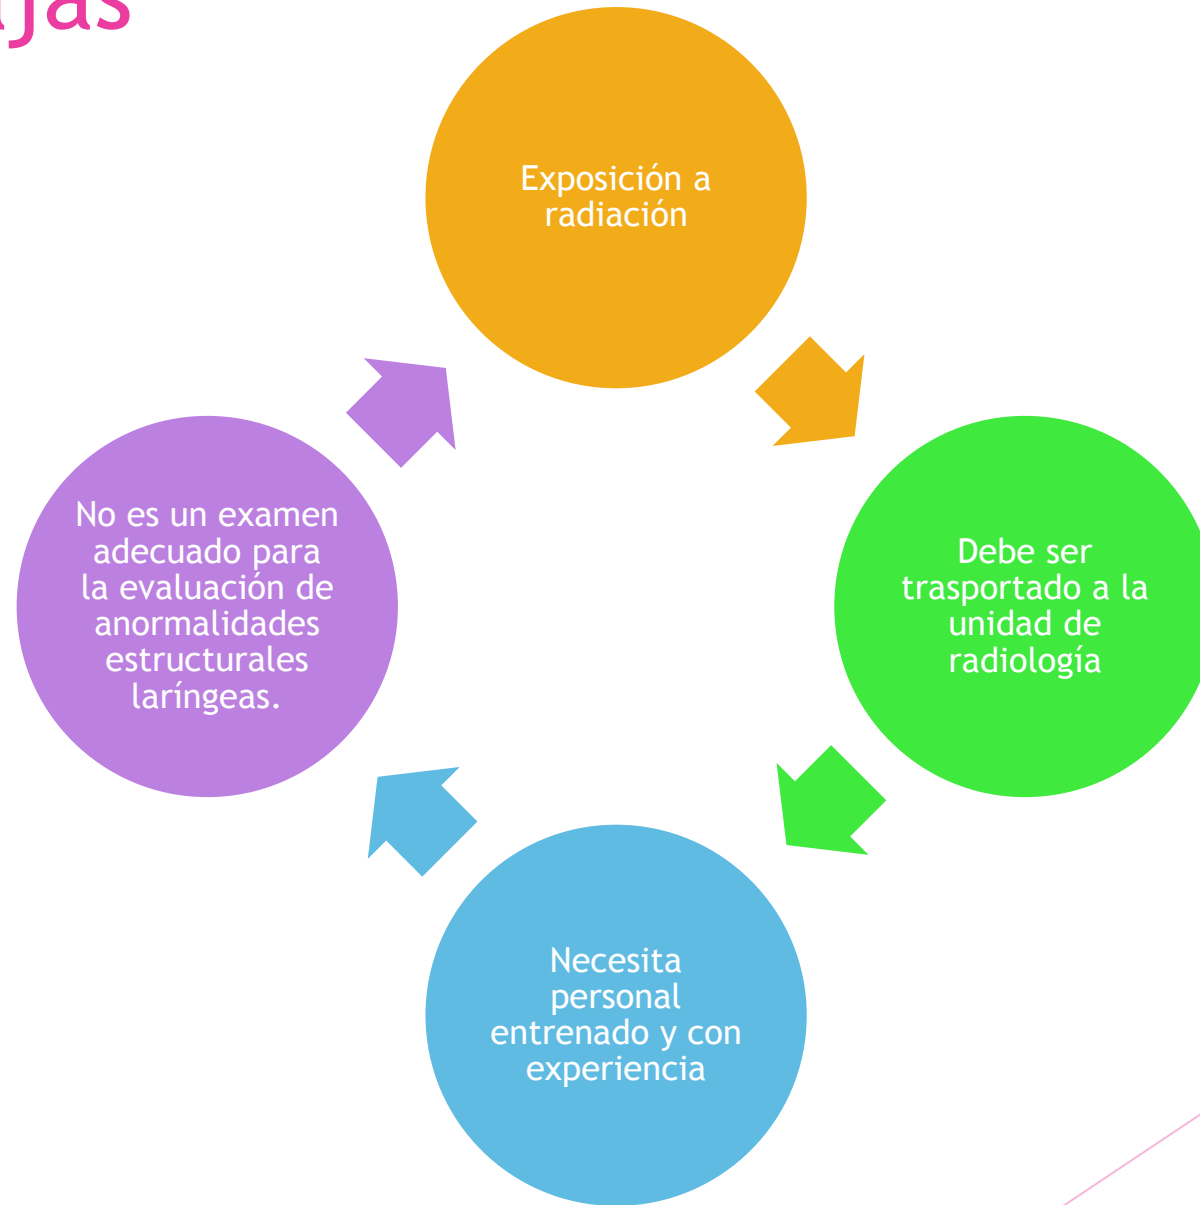 Exposición a
radiación
Debe ser
trasportado a la
unidad de
radiología
Necesita
personal
entrenado y con
experiencia
No es un examen
adecuado para
la evaluación de
anormalidades
estructurales
laríngeas.